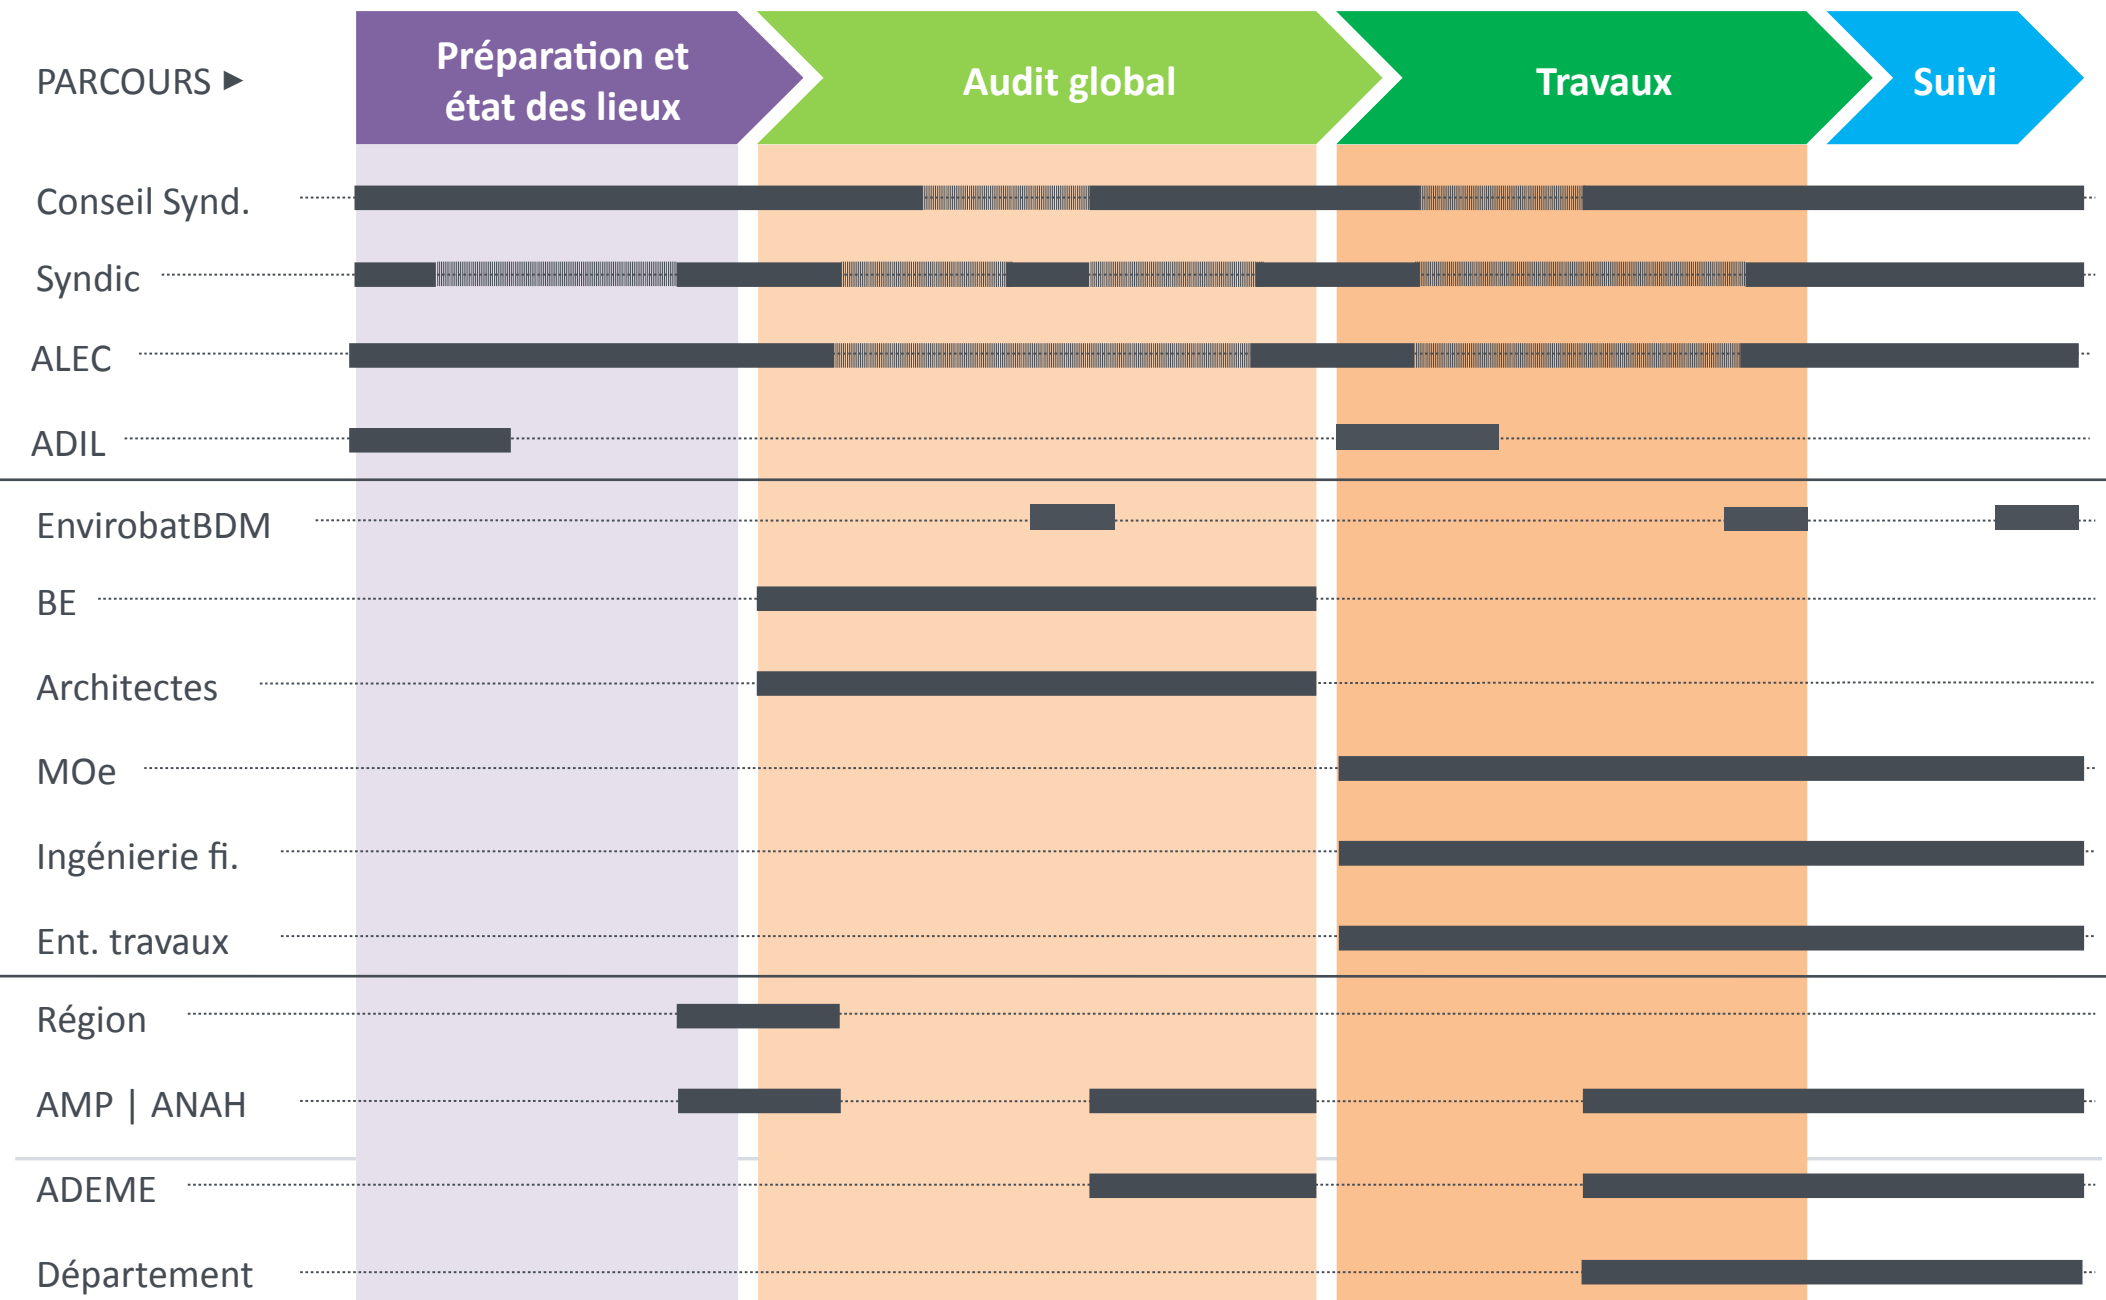 PARCOURS ►
Préparation et
état des lieux
Audit global
Travaux
Suivi
Conseil Synd.
Syndic
ALEC
ADIL
EnvirobatBDM
BE
Architectes
MOe
Ingénierie fi.
Ent. travaux
Région
AMP | ANAH
ADEME
Département